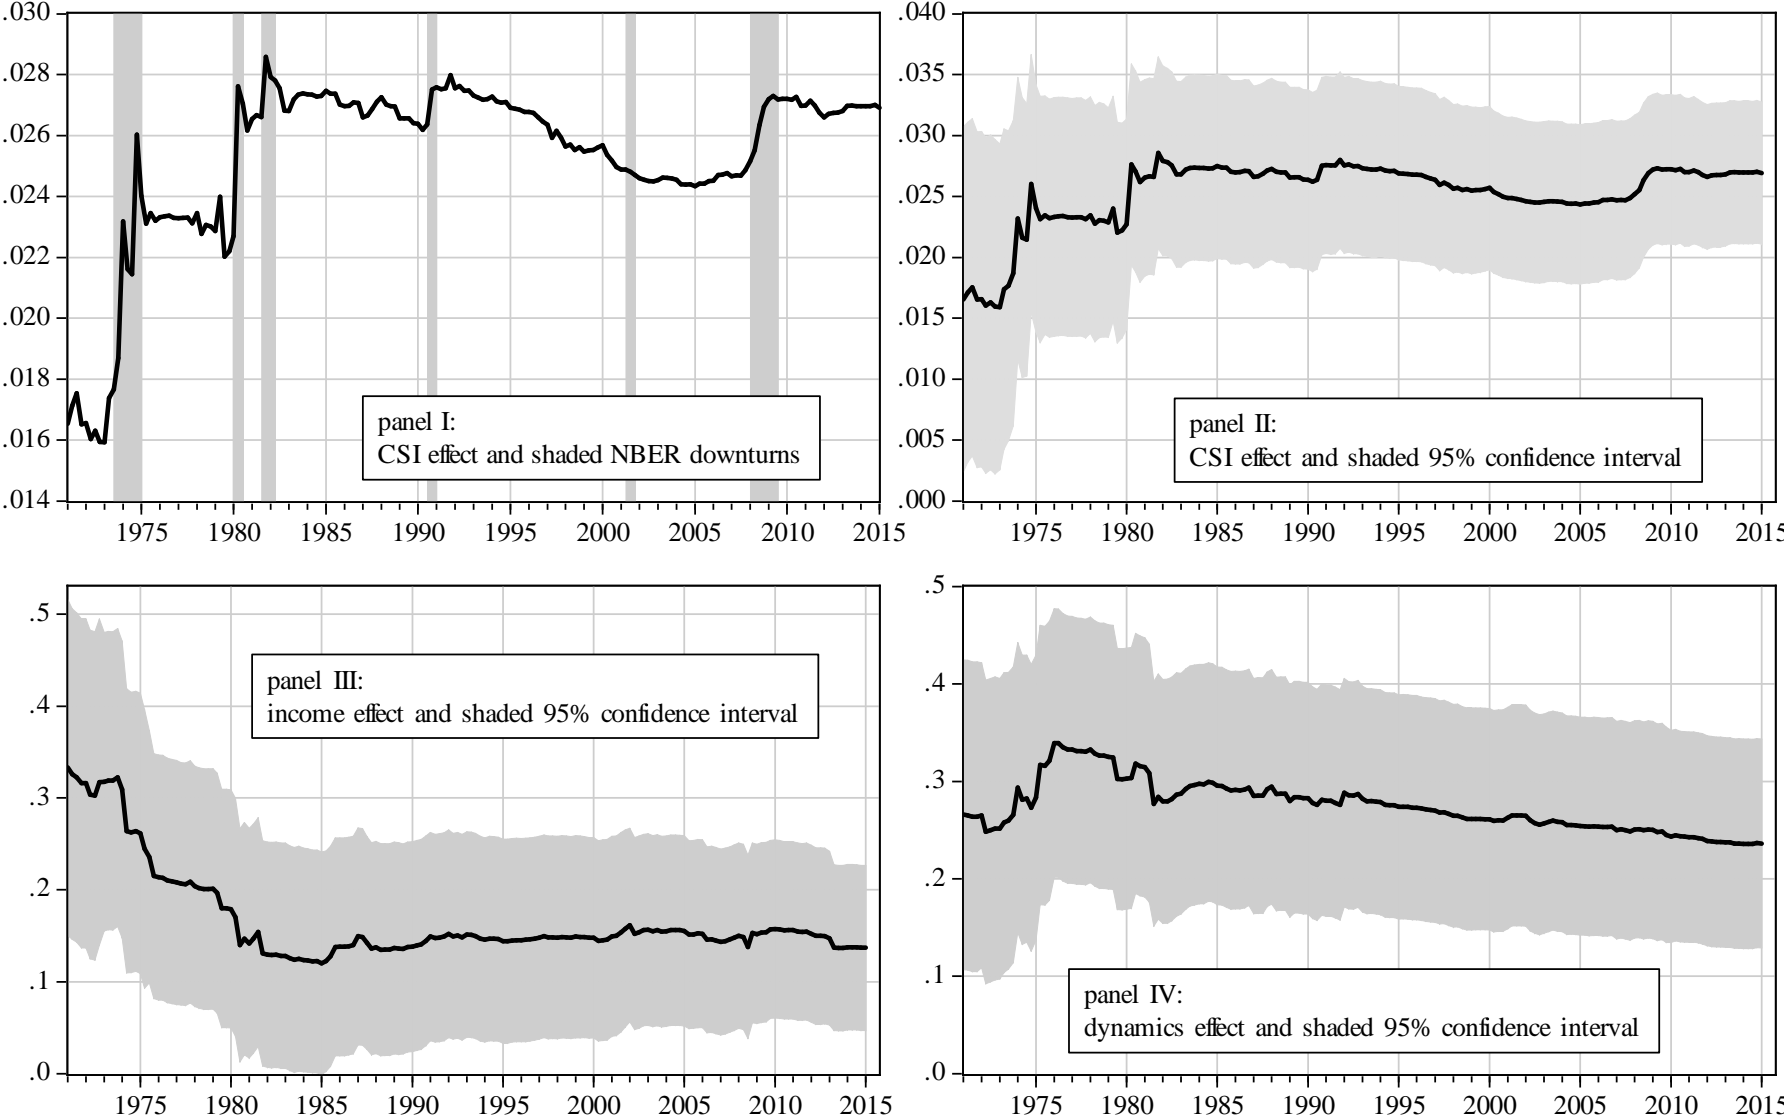 .030
.028
.026
.024
.022
.020
.018
.016
.014
1975 1980 1985 1990 1995 2000 2005 2010 2015
panel I:
CSI effect and shaded NBER downturns
.040
.035
.030
.025
.020
.015
.010
.005
.000
1975 1980 1985 1990 1995 2000 2005 2010 2015
panel II:
CSI effect and shaded 95% confidence interval
.5
.4
.3
.2
.1
.0
1975 1980 1985 1990 1995 2000 2005 2010 2015
panel III:
income effect and shaded 95% confidence interval
.5
.4
.3
.2
.1
.0
1975 1980 1985 1990 1995 2000 2005 2010 2015
panel IV:
dynamics effect and shaded 95% confidence interval